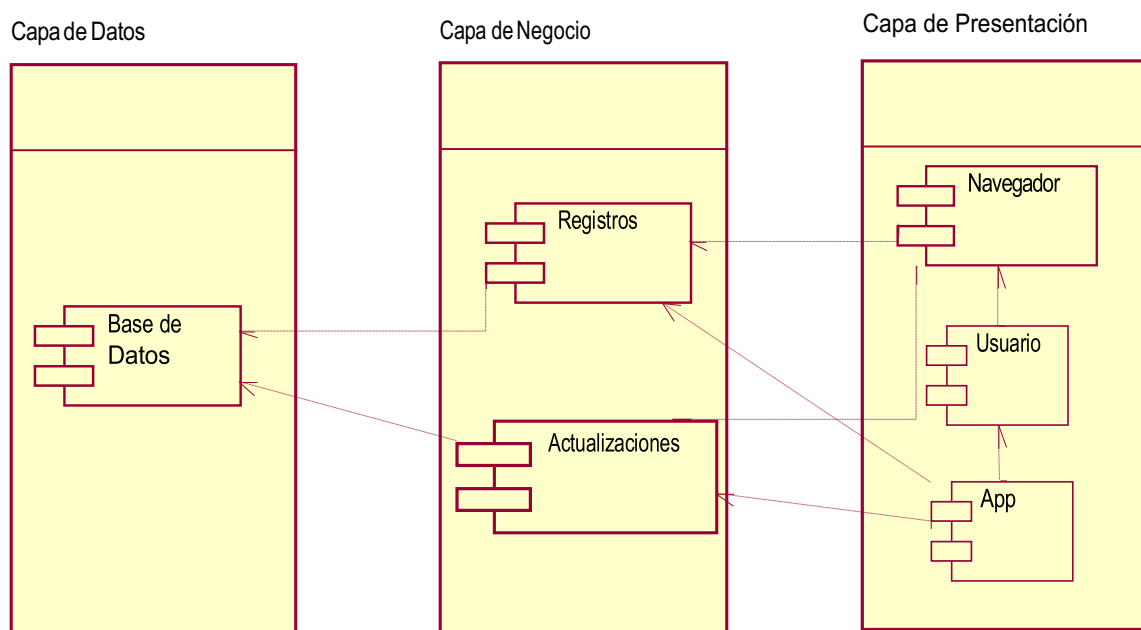 Capa de Datos
Capa de Negocio
Capa de Presentación
Base de
Datos
Registros
Actualizaciones
Navegador
Usuario
App